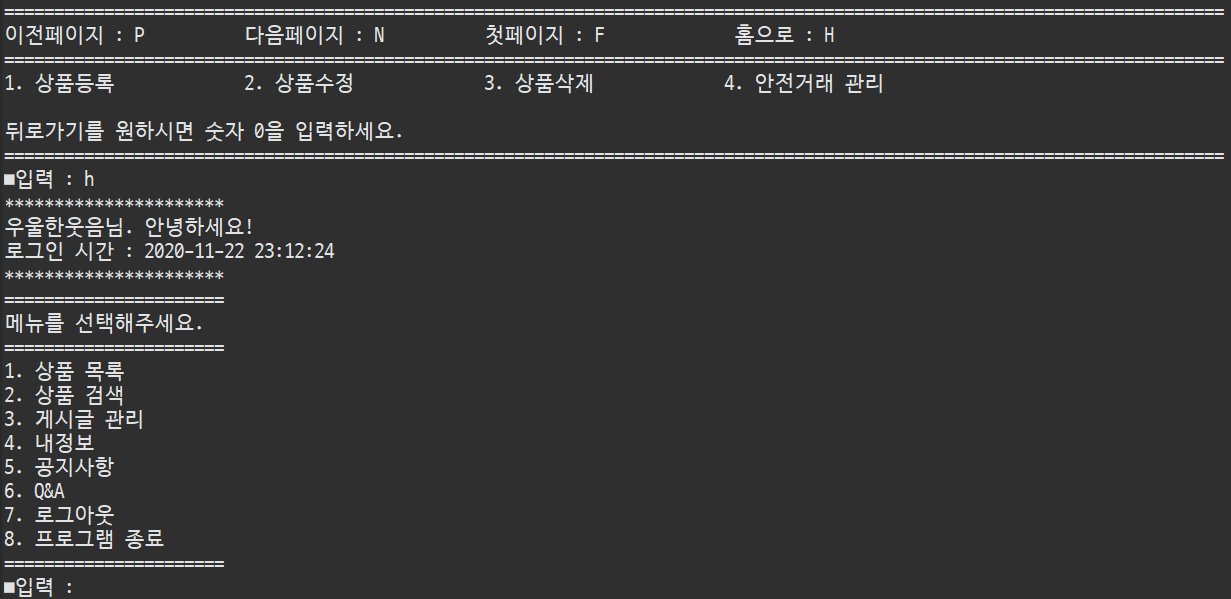 ==========================================================================================================================
이전페이지 : P          다음페이지 : N          첫페이지 : F             홈으로 : H
==========================================================================================================================
1. 상품등록             2. 상품수정             3. 상품삭제             4. 안전거래 관리
뒤로가기를 원하시면 숫자 0을 입력하세요.
==========================================================================================================================
■입력 : h
**********************
우울한웃음님. 안녕하세요!
로그인 시간 : 2020-11-22 23:12:24
**********************
======================
메뉴를 선택해주세요.
======================
1. 상품 목록
2. 상품 검색
3. 게시글 관리
4. 내정보
5. 공지사항
6. Q&A
7. 로그아웃
8. 프로그램 종료
======================
■입력 :